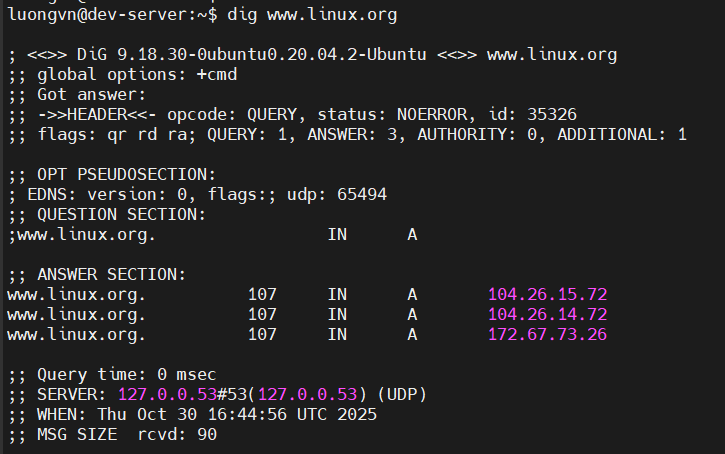 luongvn@dev-server:~$ dig www.linux.org
; <<>> DiG 9.18.30-0ubuntu0.20.04.2-Ubuntu <<>> www.linux.org
;; global options: +cmd
;; Got answer:
;; ->>HEADER<<- opcode: QUERY, status: NOERROR, id: 35326
;; flags: qr rd ra; QUERY: 1, ANSWER: 3, AUTHORITY: 0, ADDITIONAL: 1
;; OPT PSEUDOSECTION:
; EDNS: version: 0, flags:; udp: 65494
;; QUESTION SECTION:
;www.linux.org. IN A
;; ANSWER SECTION:
www.linux.org. 107 IN A 104.26.15.72
www.linux.org. 107 IN A 104.26.14.72
www.linux.org. 107 IN A 172.67.73.26
;; Query time: 0 msec
;; SERVER: 127.0.0.53#53(127.0.0.53) (UDP)
;; WHEN: Thu Oct 30 16:44:56 UTC 2025
;; MSG SIZE rcvd: 90